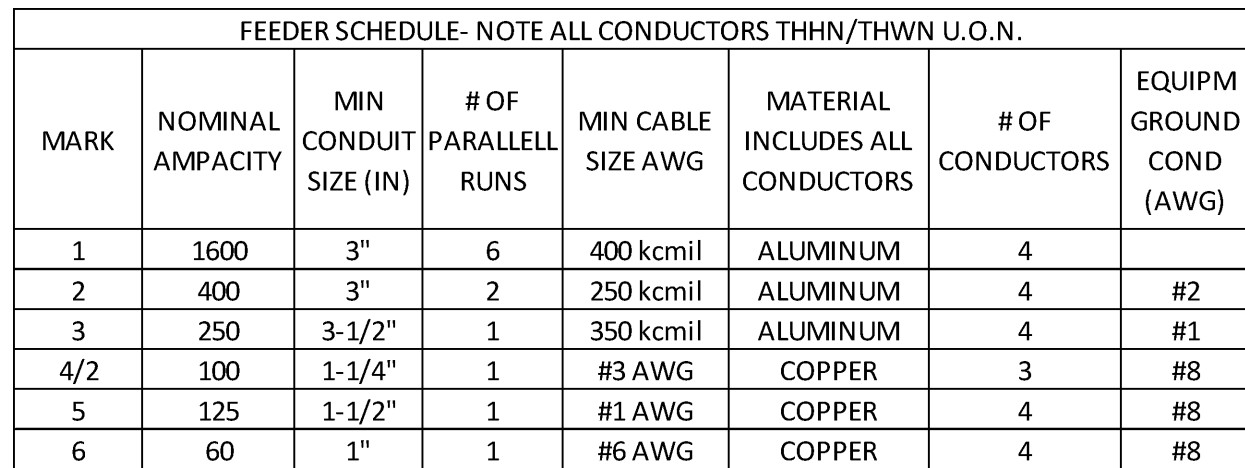 FEEDER SCHEDULE- NOTE ALL CONDUCTORS THHN/THWN U.O.N.
MARK
NOMINAL
AMPACITY
MIN
CONDUIT
SIZE (IN)
# OF
PARALLELL
RUNS
MIN CABLE
SIZE AWG
MATERIAL
INCLUDES ALL
CONDUCTORS
# OF
CONDUCTORS
EQUIPM
GROUND
COND
(AWG)
1 1600 3" 6 400 kcmil ALUMINUM 4
2 400 3" 2 250 kcmil ALUMINUM 4 #2
3 250 3-1/2" 1 350 kcmil ALUMINUM 4 #1
4/2 100 1-1/4" 1 #3 AWG COPPER 3 #8
5 125 1-1/2" 1 #1 AWG COPPER 4 #8
6 60 1" 1 #6 AWG COPPER 4 #8